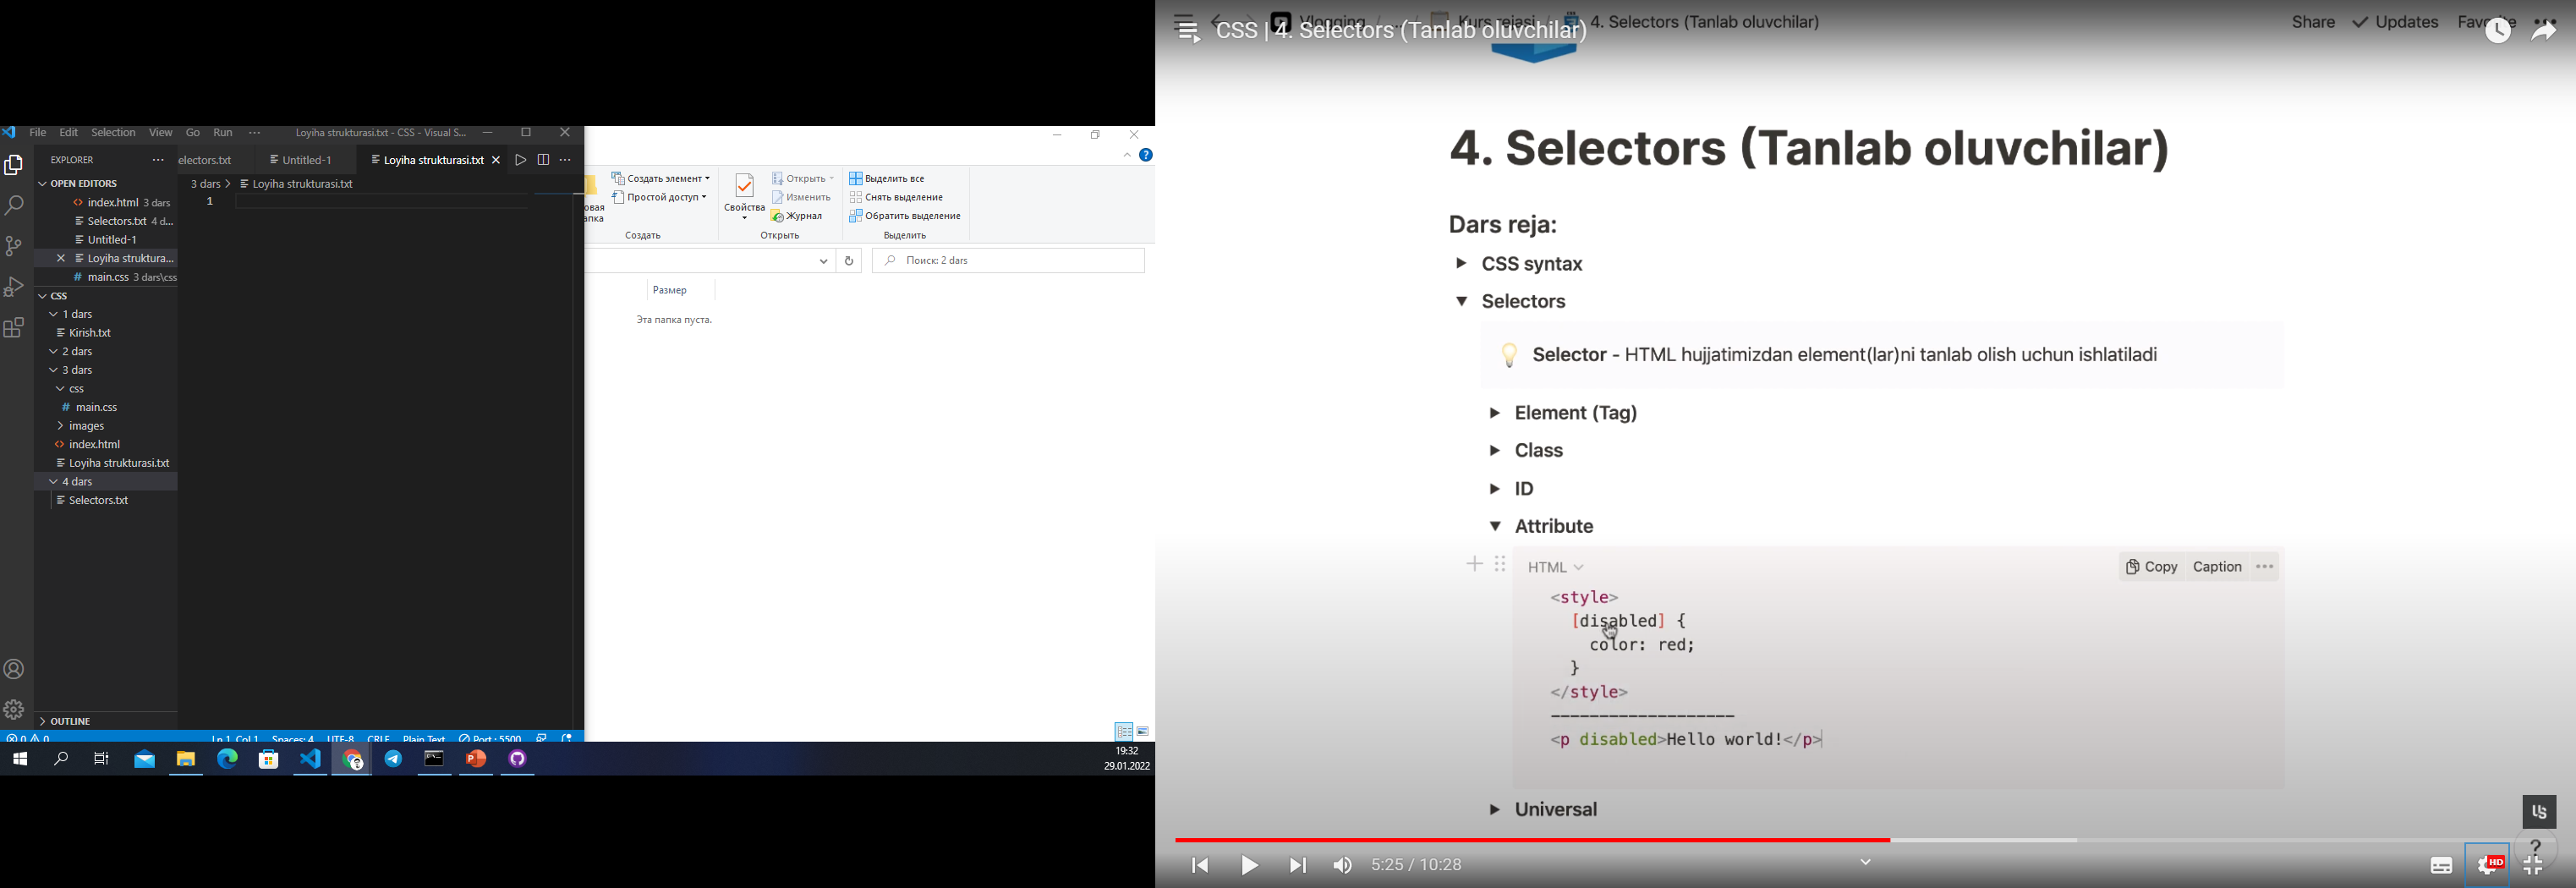 File Edit Selection View Go Run ··· Loyiha strukturasi.txt - CSS - Visual S...
EXPLORER ···
electors.txt Untitled-1 Loyiha strukturasi.txt
OPEN EDITORS
3 dars > Loyiha strukturasi.txt
1
index.html 3 dars
Selectors.txt 4 d...
Untitled-1
Loyiha struktura...
main.css 3 dars\css
CSS
1 dars
Kirish.txt
2 dars
3 dars
css
main.css
images
index.html
Loyiha strukturasi.txt
4 dars
Selectors.txt
OUTLINE
0 0 Ln 1, Col 1 Spaces: 4 UTF-8 CRLF Plain Text Port : 5500
овая
апка
Создать элемент
Простой доступ
Создать
Свойства
Открыть
Изменить
Журнал
Открыть
Выделить все
Снять выделение
Обратить выделение
Выделить
Поиск: 2 dars
Размер
Эта папка пуста.
19:32
29.01.2022
Vlogging / ... / Kurs rejasi / 4. Selectors (Tanlab oluvchilar)
Share Updates Favorite
CSS | 4. Selectors (Tanlab oluvchilar)
4. Selectors (Tanlab oluvchilar)
Dars reja:
CSS syntax
Selectors
Selector - HTML hujjatimizdan element(lar)ni tanlab olish uchun ishlatiladi
Element (Tag)
Class
ID
Attribute
HTML
Copy Caption ···
<style>
[disabled] {
color: red;
}
</style>
-------------------
<p disabled>Hello world!</p>
Universal
5:25 / 10:28
HD
?